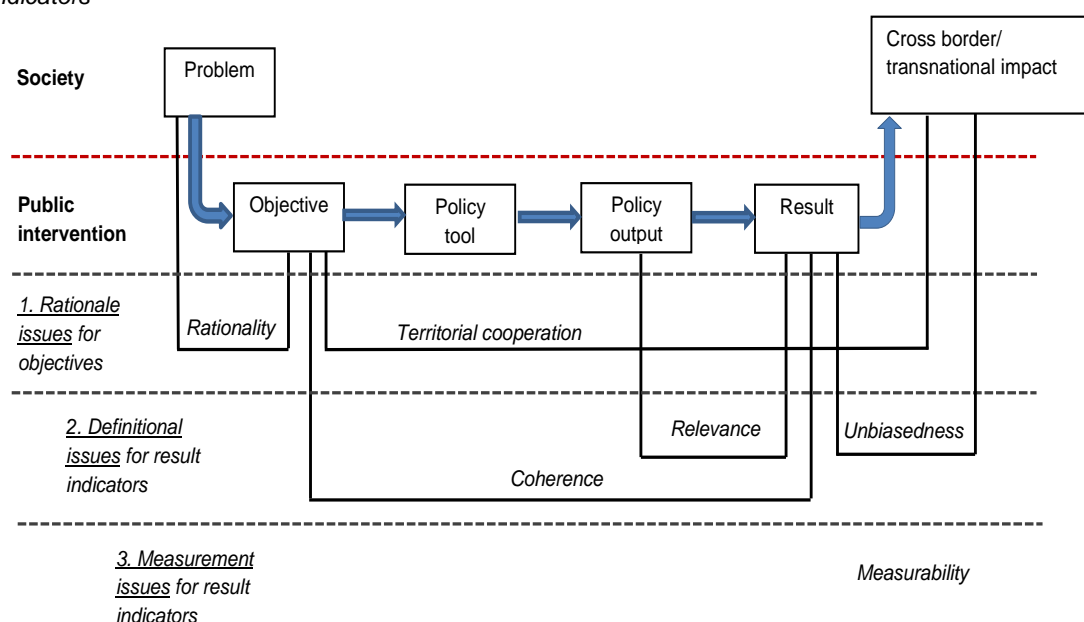 indicators
Cross border/
transnational impact
Society
Problem
Public
intervention
Objective
Policy
tool
Policy
output
Result
1. Rationale
issues for
objectives
Rationality
Territorial cooperation
2. Definitional
issues for result
indicators
Relevance
Unbiasedness
Coherence
3. Measurement
issues for result
indicators
Measurability